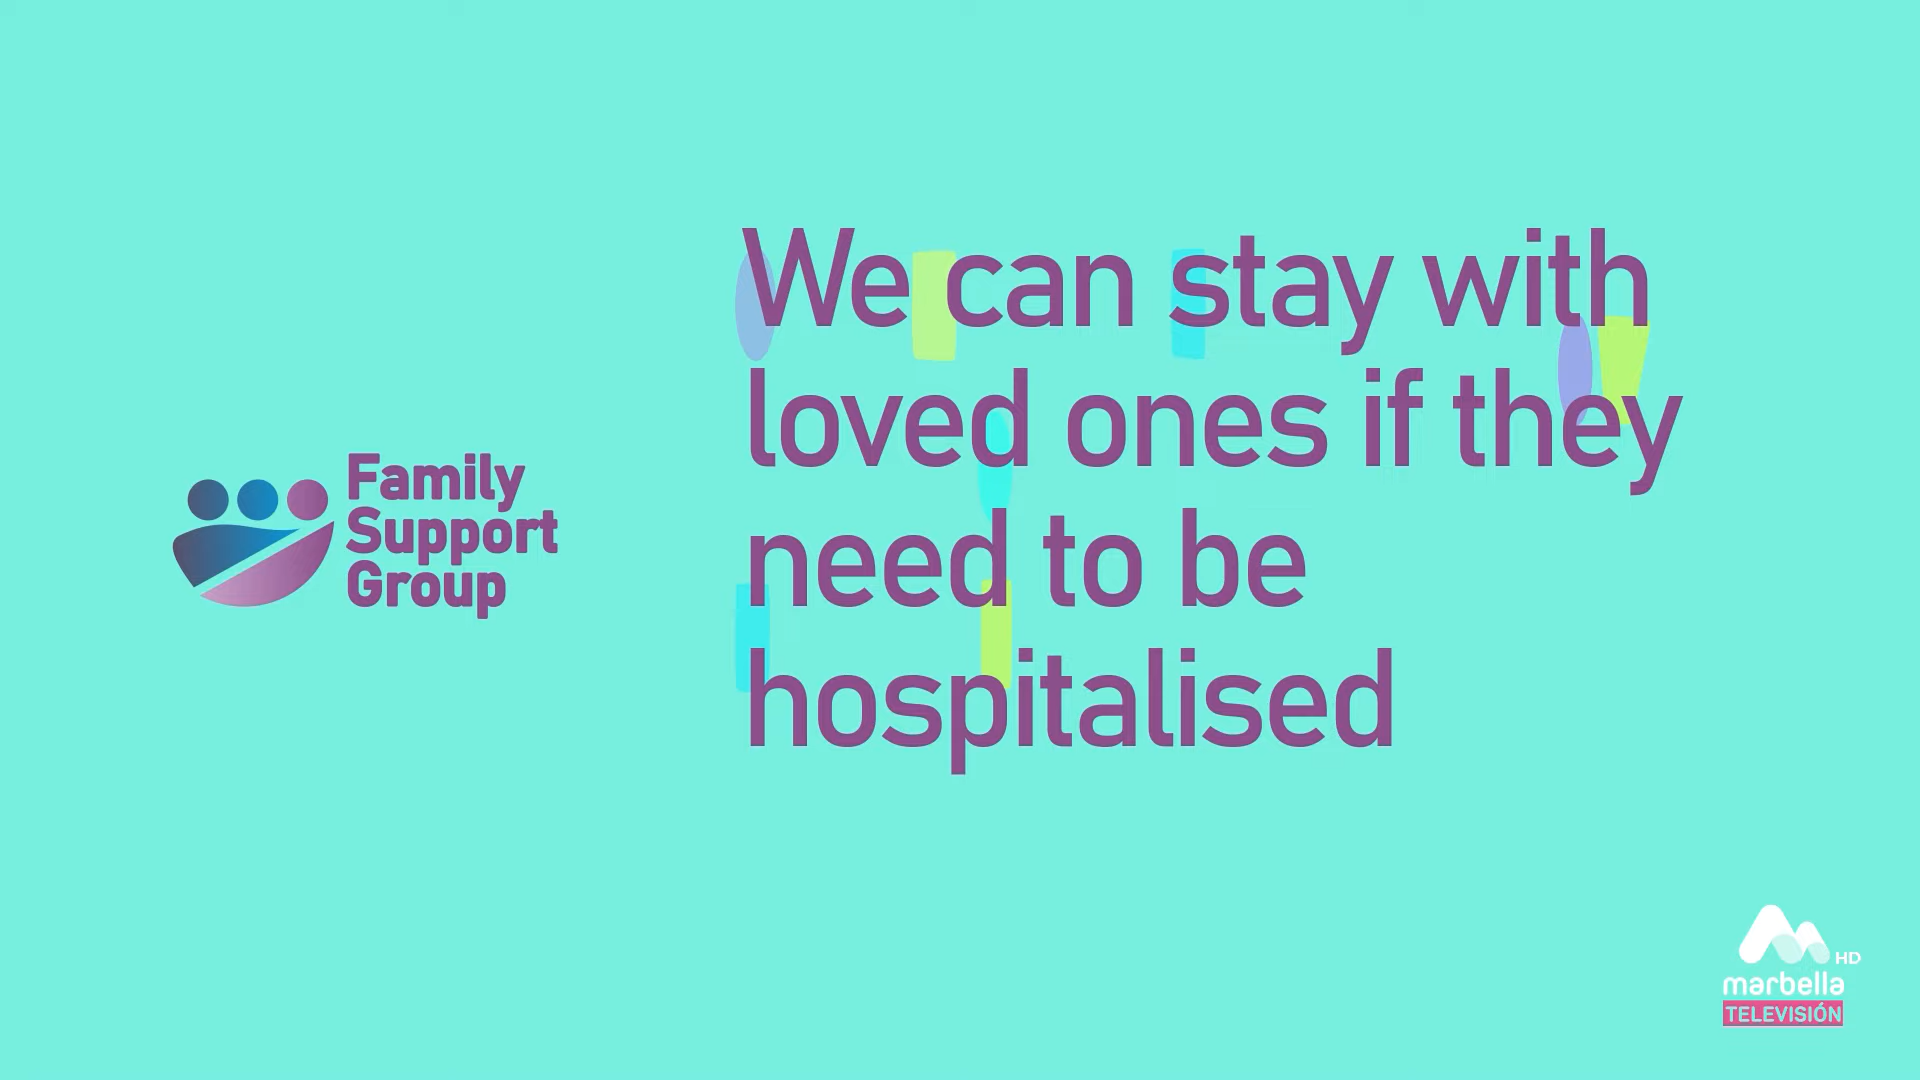 Family
Support
Group
We can stay with
loved ones if they
need to be
hospitalised
HD
marbella
TELEVISIÓN